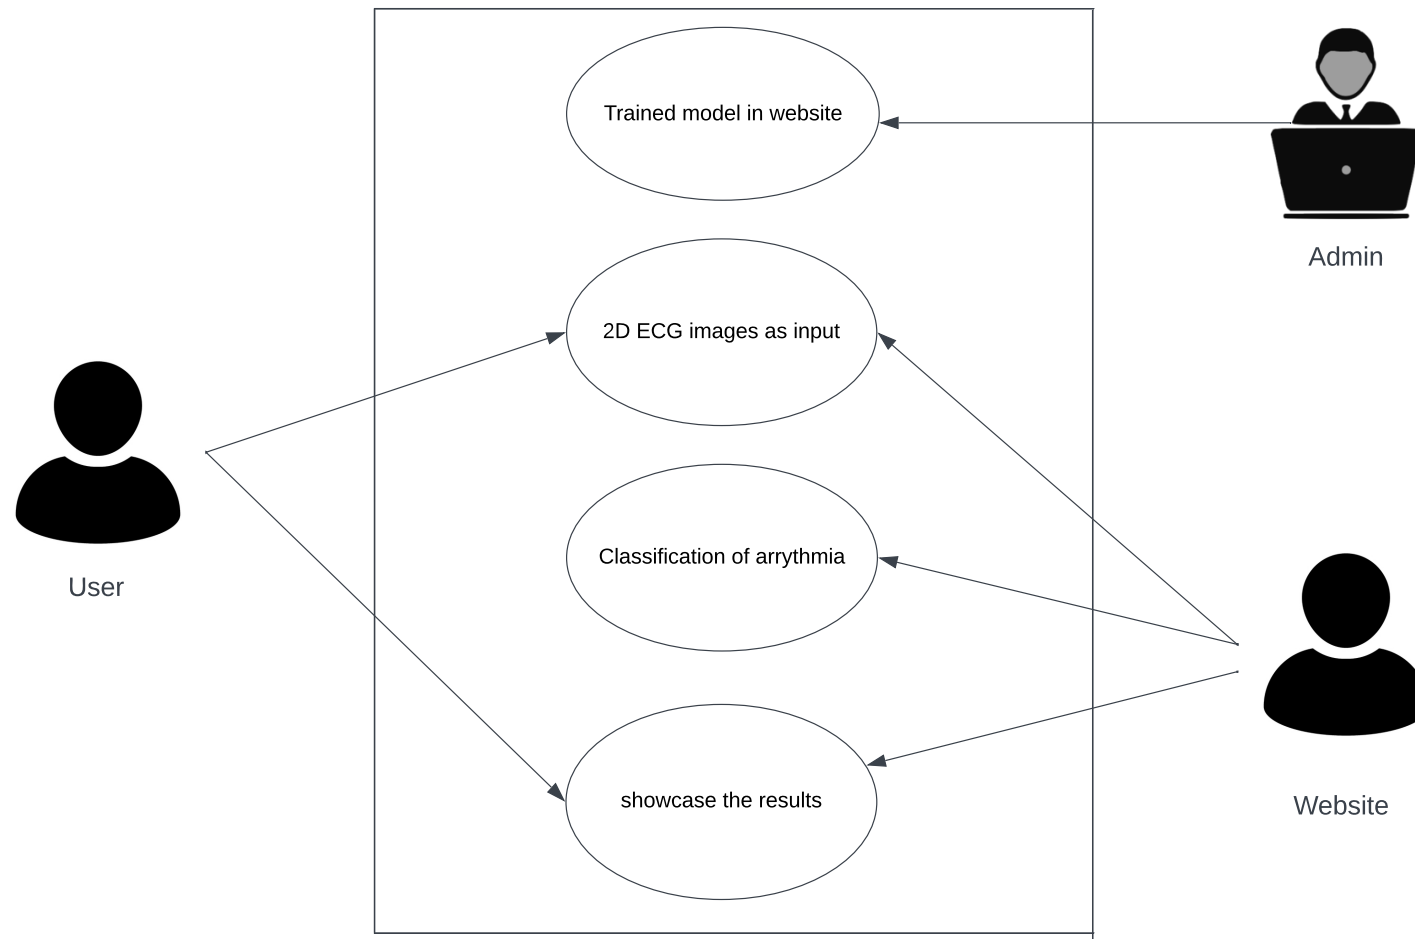 Trained model in website
Admin
2D ECG images as input
User
Classification of arrythmia
showcase the results
Website